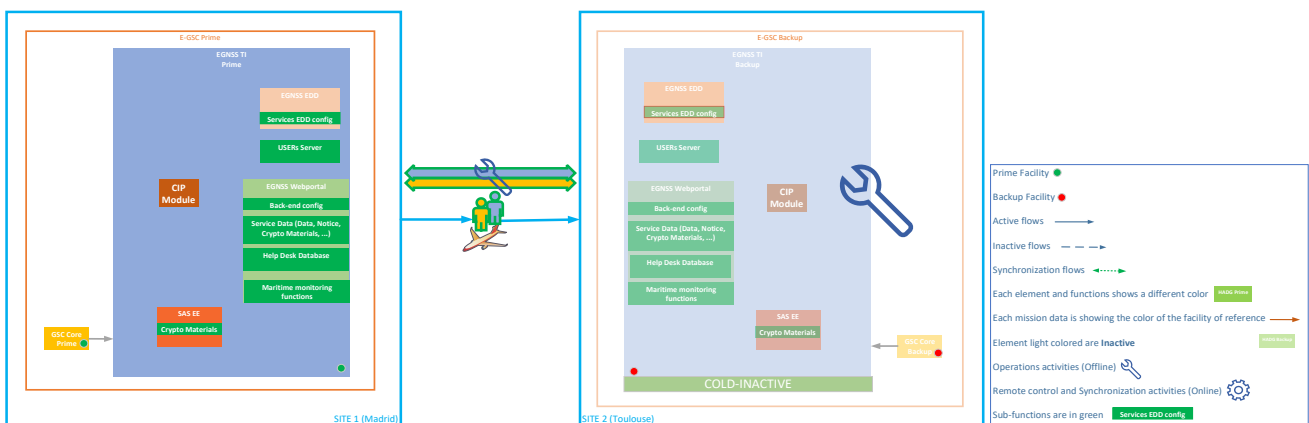 E-GSC Prime
EGNSS TI
Prime
EGNSS EDD
Services EDD config
USERs Server
CIP
Module
EGNSS Webportal
Back-end config
Service Data (Data, Notice,
Crypto Materials, ...)
Help Desk Database
Maritime monitoring
functions
SAS EE
Crypto Materials
GSC Core
Prime
SITE 1 (Madrid)
E-GSC Backup
EGNSS TI
Backup
EGNSS EDD
Services EDD config
USERs Server
EGNSS Webportal
Back-end config
Service Data (Data, Notice,
Crypto Materials, ...)
Help Desk Database
Maritime monitoring
functions
CIP
Module
SAS EE
Crypto Materials
GSC Core
Backup
COLD-INACTIVE
SITE 2 (Toulouse)
Prime Facility
Backup Facility
Active flows
Inactive flows
Synchronization flows
Each element and functions shows a different color
Each mission data is showing the color of the facility of reference
Element light colored are Inactive
Operations activities (Offline)
Remote control and Synchronization activities (Online)
Sub-functions are in green
Services EDD config